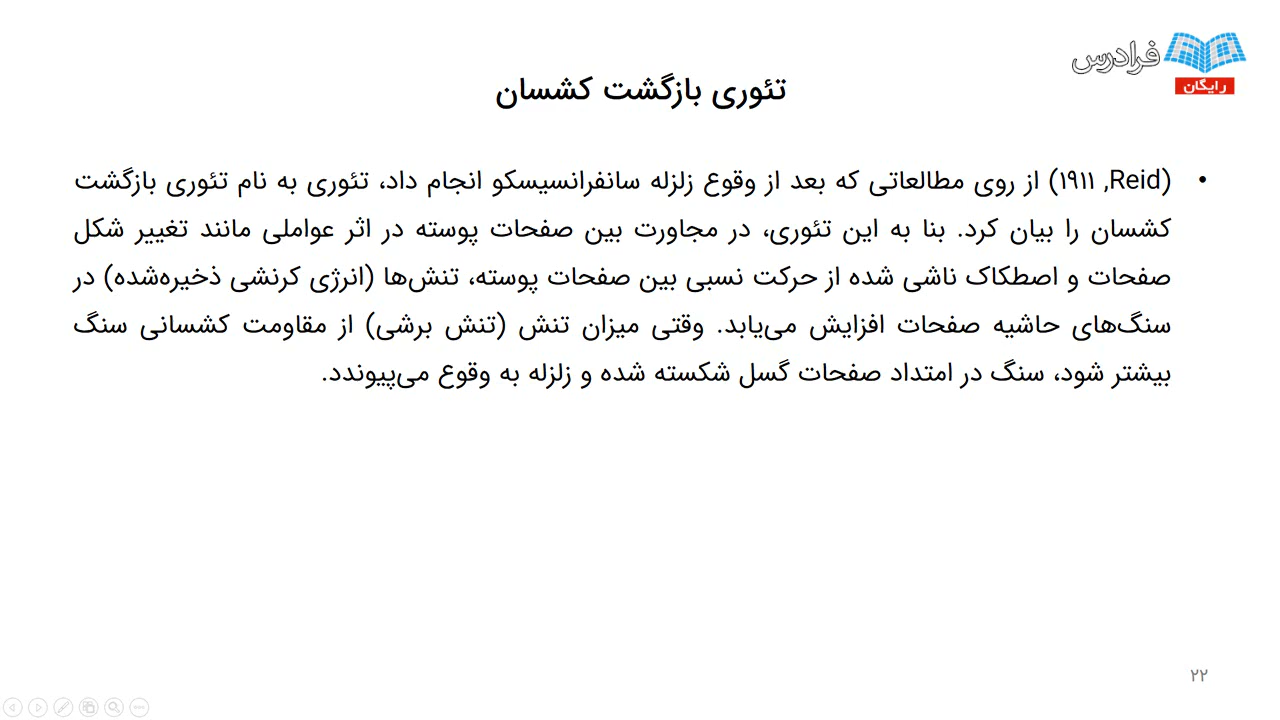 فرادرس
رایگان
تئوری بازگشت کشسان
• (Reid, ۱۹۱۱) از روی مطالعاتی که بعد از وقوع زلزله سانفرانسیسکو انجام داد، تئوری به نام تئوری بازگشت
کشسان را بیان کرد. بنا به این تئوری، در مجاورت بین صفحات پوسته در اثر عواملی مانند تغییر شکل
صفحات و اصطکاک ناشی شده از حرکت نسبی بین صفحات پوسته، تنش‌ها (انرژی کرنشی ذخیره‌شده) در
سنگ‌های حاشیه صفحات افزایش می‌یابد. وقتی میزان تنش (تنش برشی) از مقاومت کشسانی سنگ
بیشتر شود، سنگ در امتداد صفحات گسل شکسته شده و زلزله به وقوع می‌پیوندد.
۲۲